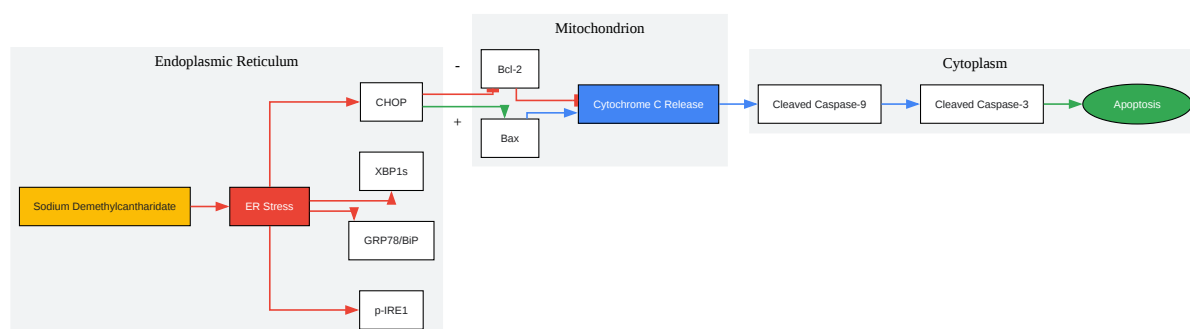 Endoplasmic Reticulum
Mitochondrion
Cytoplasm
-
+
Sodium Demethylcantharidate
ER Stress
CHOP
XBP1s
GRP78/BiP
p-IRE1
Bcl-2
Bax
Cytochrome C Release
Cleaved Caspase-9
Cleaved Caspase-3
Apoptosis